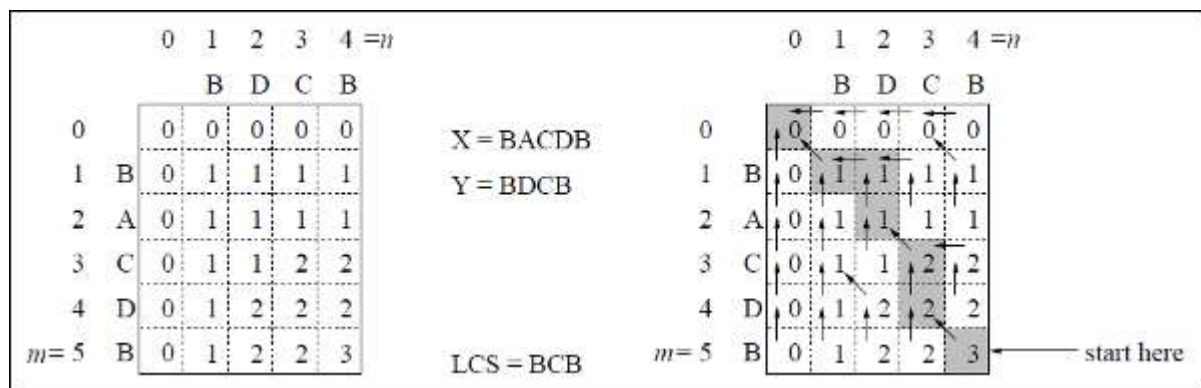 0 1 2 3 4 =n
B D C B
0 0 0 0 0 0
1 B 0 1 1 1 1
2 A 0 1 1 1 1
3 C 0 1 1 2 2
4 D 0 1 2 2 2
m= 5 B 0 1 2 2 3
X = BACDB
Y = BDCB
LCS = BCB
0 1 2 3 4 =n
B D C B
0 0 0 0 0 0
1 B 0 1 1 1 1
2 A 0 1 1 1 1
3 C 0 1 1 2 2
4 D 0 1 2 2 2
m= 5 B 0 1 2 2 3 start here